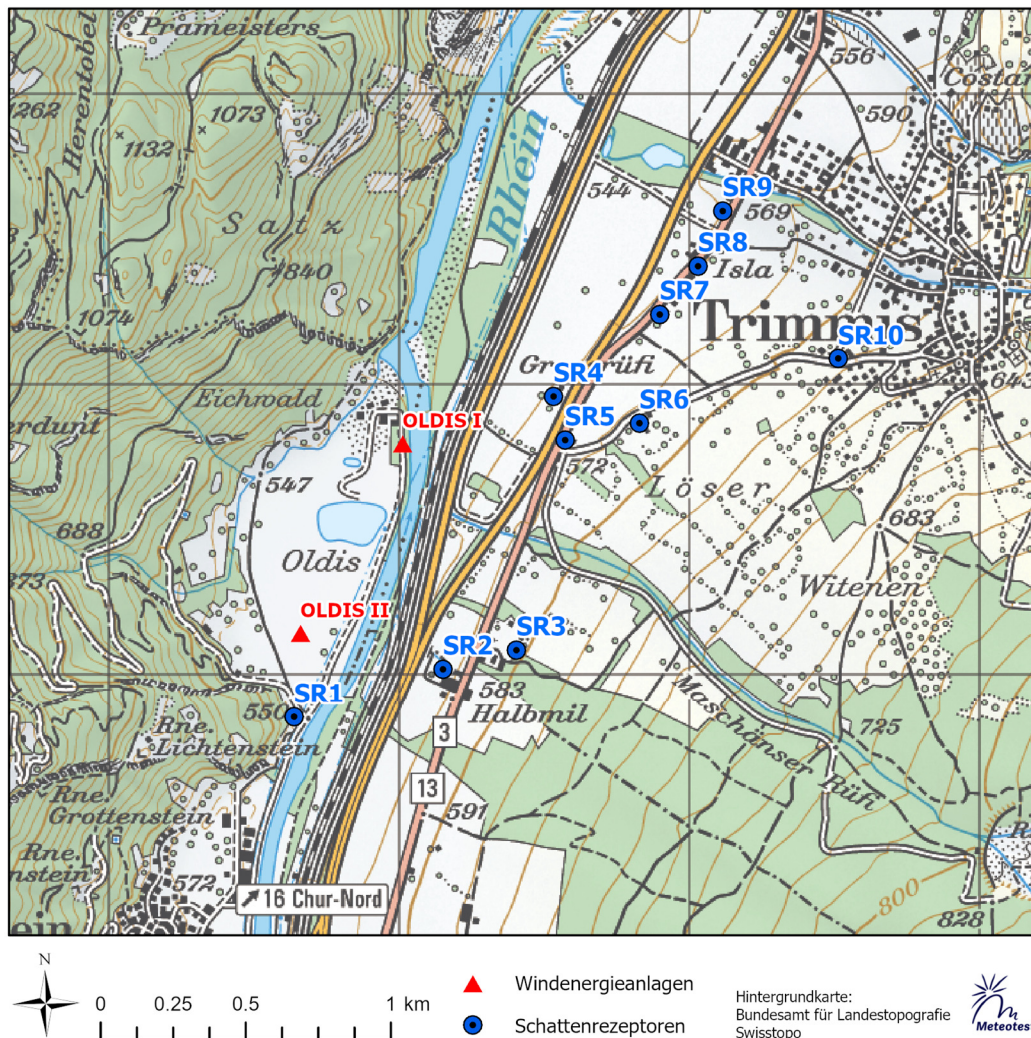 Prameisters
556
Costa
262
Herentobel
1073
590
1132
Rhein
SR9
544
569
Satz
SR8
Isla
840
SR7
1074
Trimmis
SR10
SR4
Eichwald
SR6
OLDIS I
SR5
572
547
Löser
683
688
Oldis
Witenen
OLDIS II
SR3
SR2
SR1
583
550
Halbmil
Maschänser Rüfi
Rne.
Lichtenstein
3
725
Rne.
Grottenstein
13
591
Rne.
572
16 Chur-Nord
800
828
N
0 0.25 0.5 1 km
Windenergieanlagen
Schattenrezeptoren
Hintergrundkarte:
Bundesamt für Landestopografie
Swisstopo
Meteotest